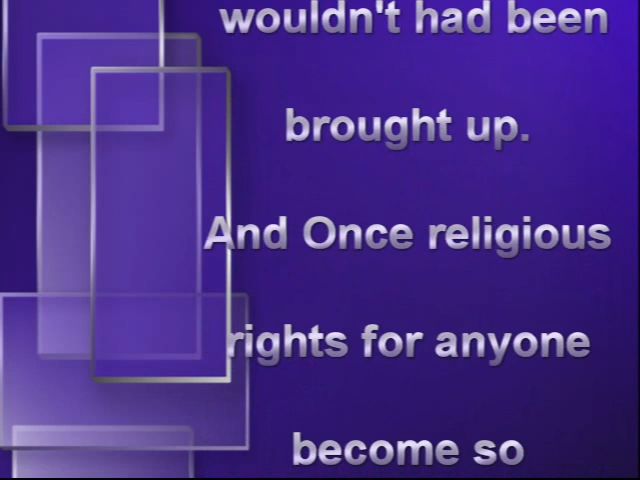 wouldn't had been
brought up.
And Once religious
rights for anyone
become so